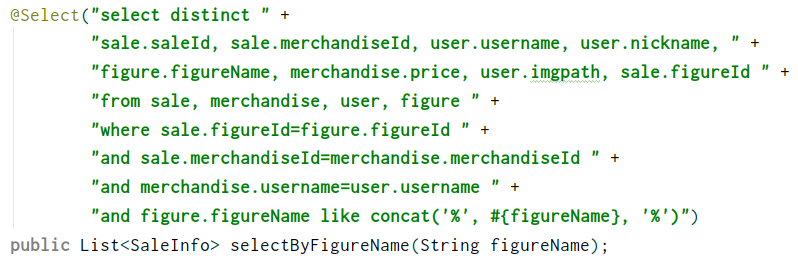 @Select("select distinct " +
"sale.saleId, sale.merchandiseId, user.username, user.nickname, " +
"figure.figureName, merchandise.price, user.imgpath, sale.figureId " +
"from sale, merchandise, user, figure " +
"where sale.figureId=figure.figureId " +
"and sale.merchandiseId=merchandise.merchandiseId " +
"and merchandise.username=user.username " +
"and figure.figureName like concat('%', #{figureName}, '%')")
public List<SaleInfo> selectByFigureName(String figureName);